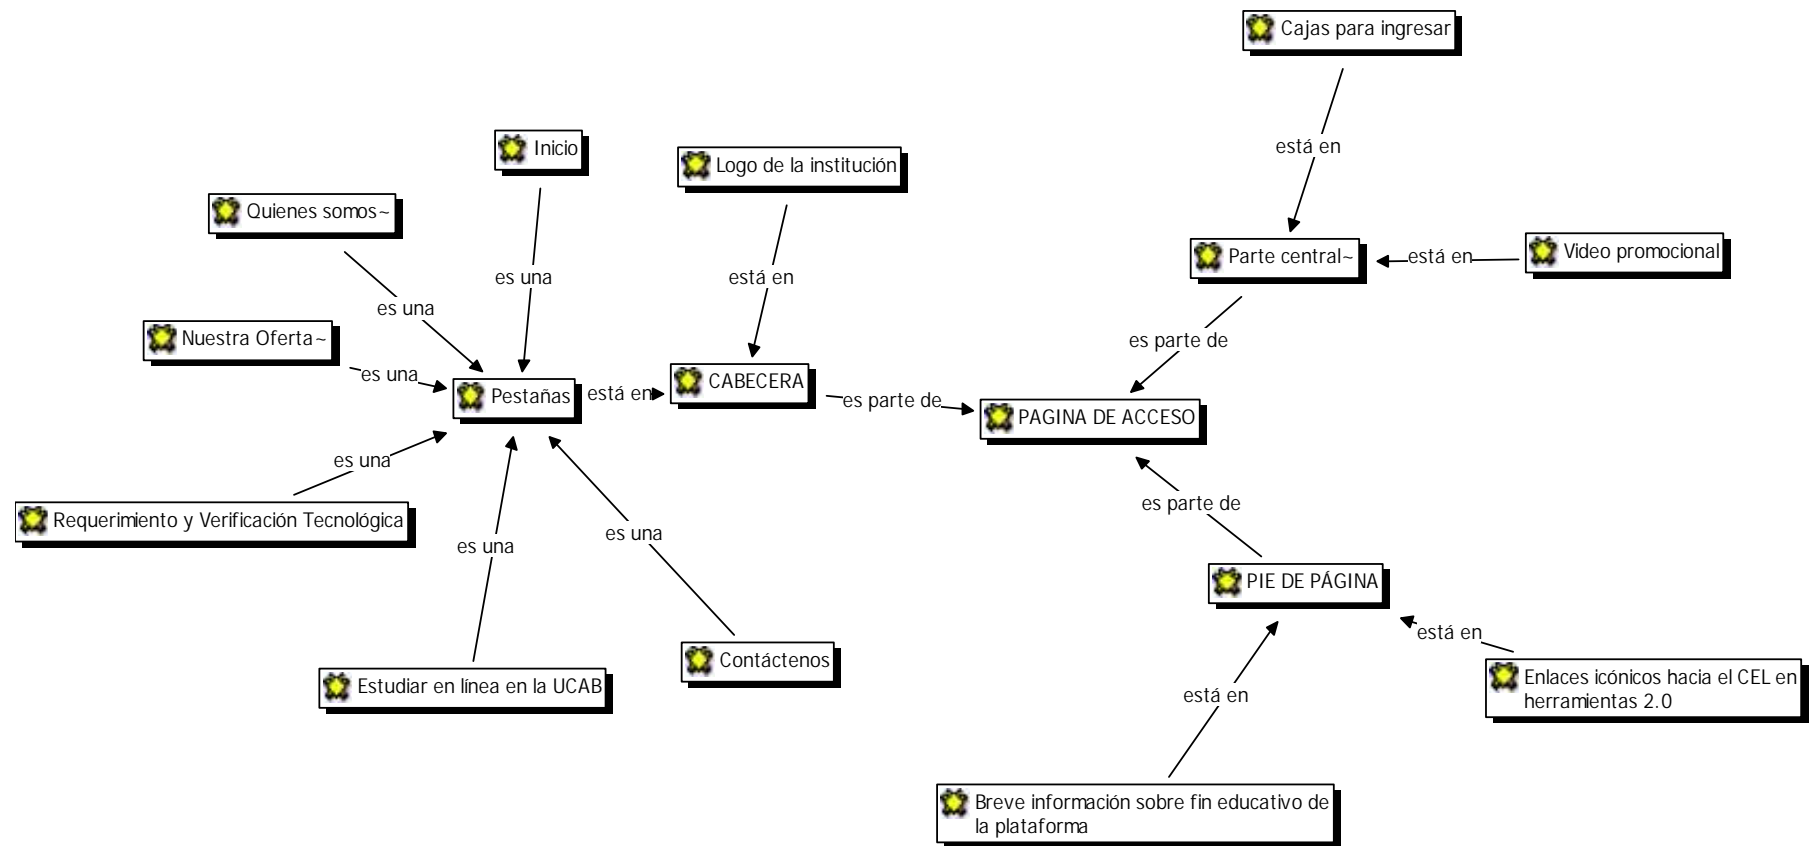 Cajas para ingresar
está en
Inicio
Logo de la institución
Quienes somos~
es una
está en
Parte central~
está en
Video promocional
es una
Nuestra Oferta~
es una
es parte de
Pestañas
está en
CABECERA
es parte de
PAGINA DE ACCESO
es una
es parte de
Requerimiento y Verificación Tecnológica
es una
es una
PIE DE PÁGINA
está en
Contáctenos
Estudiar en línea en la UCAB
Enlaces icónicos hacia el CEL en
herramientas 2.0
está en
Breve información sobre fin educativo de
la plataforma